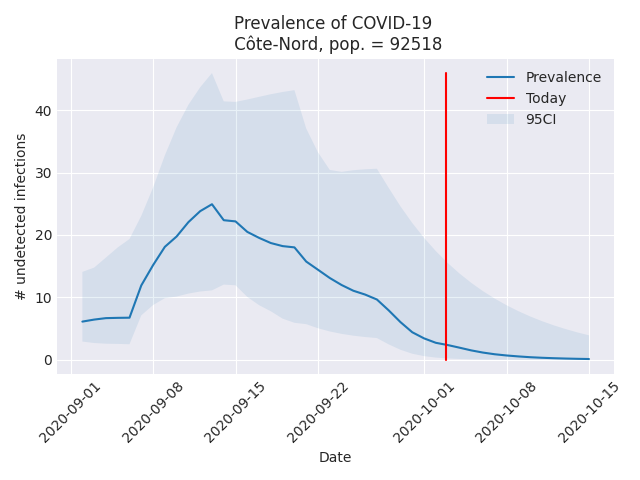 Prevalence of COVID-19
Côte-Nord, pop. = 92518
Prevalence
Today
95CI
# undetected infections
40
30
20
10
0
2020-09-01
2020-09-08
2020-09-15
2020-09-22
2020-10-01
2020-10-08
2020-10-15
Date